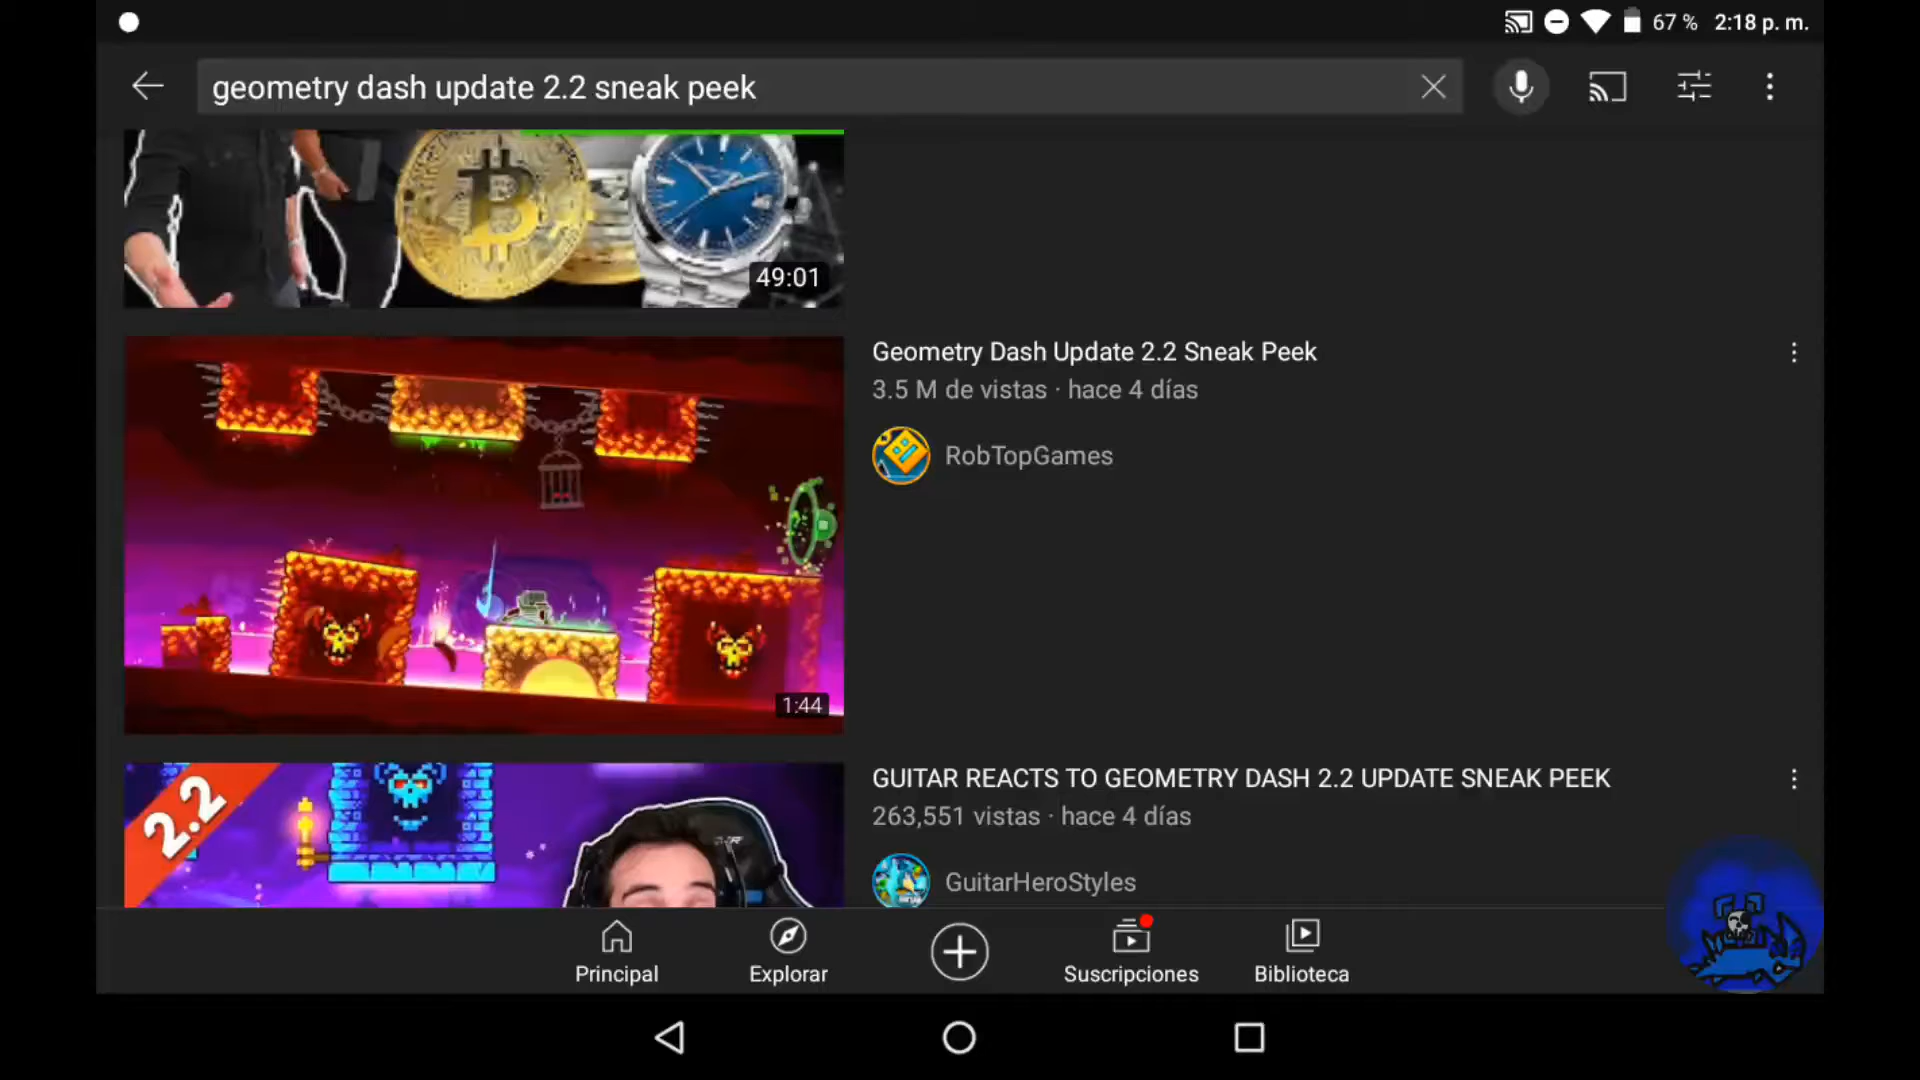 67 % 2:18 p. m.
geometry dash update 2.2 sneak peek
49:01
Geometry Dash Update 2.2 Sneak Peek
3.5 M de vistas · hace 4 días
RobTopGames
1:44
2.2
GUITAR REACTS TO GEOMETRY DASH 2.2 UPDATE SNEAK PEEK
263,551 vistas · hace 4 días
GuitarHeroStyles
Principal
Explorar
Suscripciones
Biblioteca